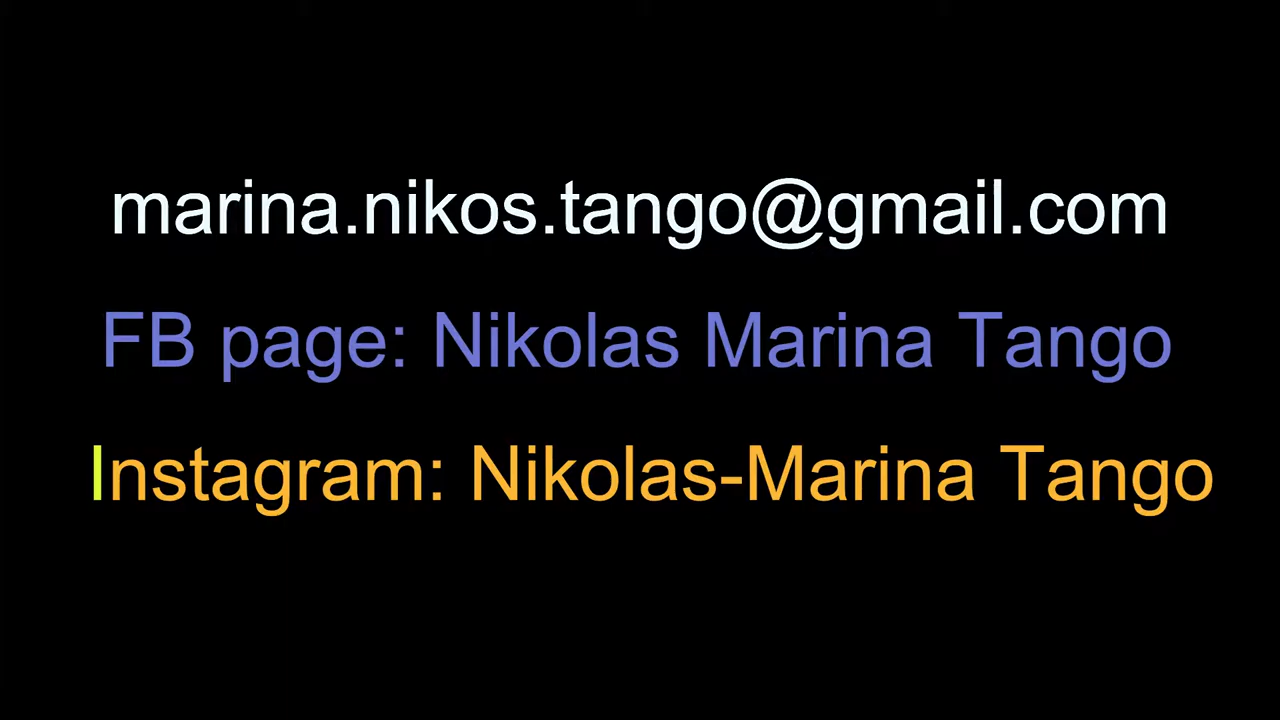 marina.nikos.tango@gmail.com
FB page: Nikolas Marina Tango
Instagram: Nikolas-Marina Tango